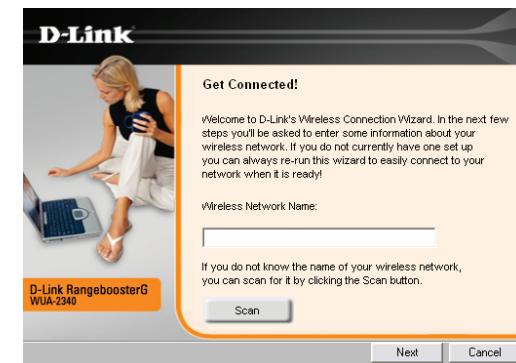 D-Link
Get Connected!
Welcome to D-Link's Wireless Connection Wizard. In the next few
steps you'll be asked to enter some information about your
wireless network. If you do not currently have one set up
you can always re-run this wizard to easily connect to your
network when it is ready!
Wireless Network Name:
If you do not know the name of your wireless network,
you can scan for it by clicking the Scan button.
D-Link RangeboosterG
WUA-2340
Scan
Next
Cancel